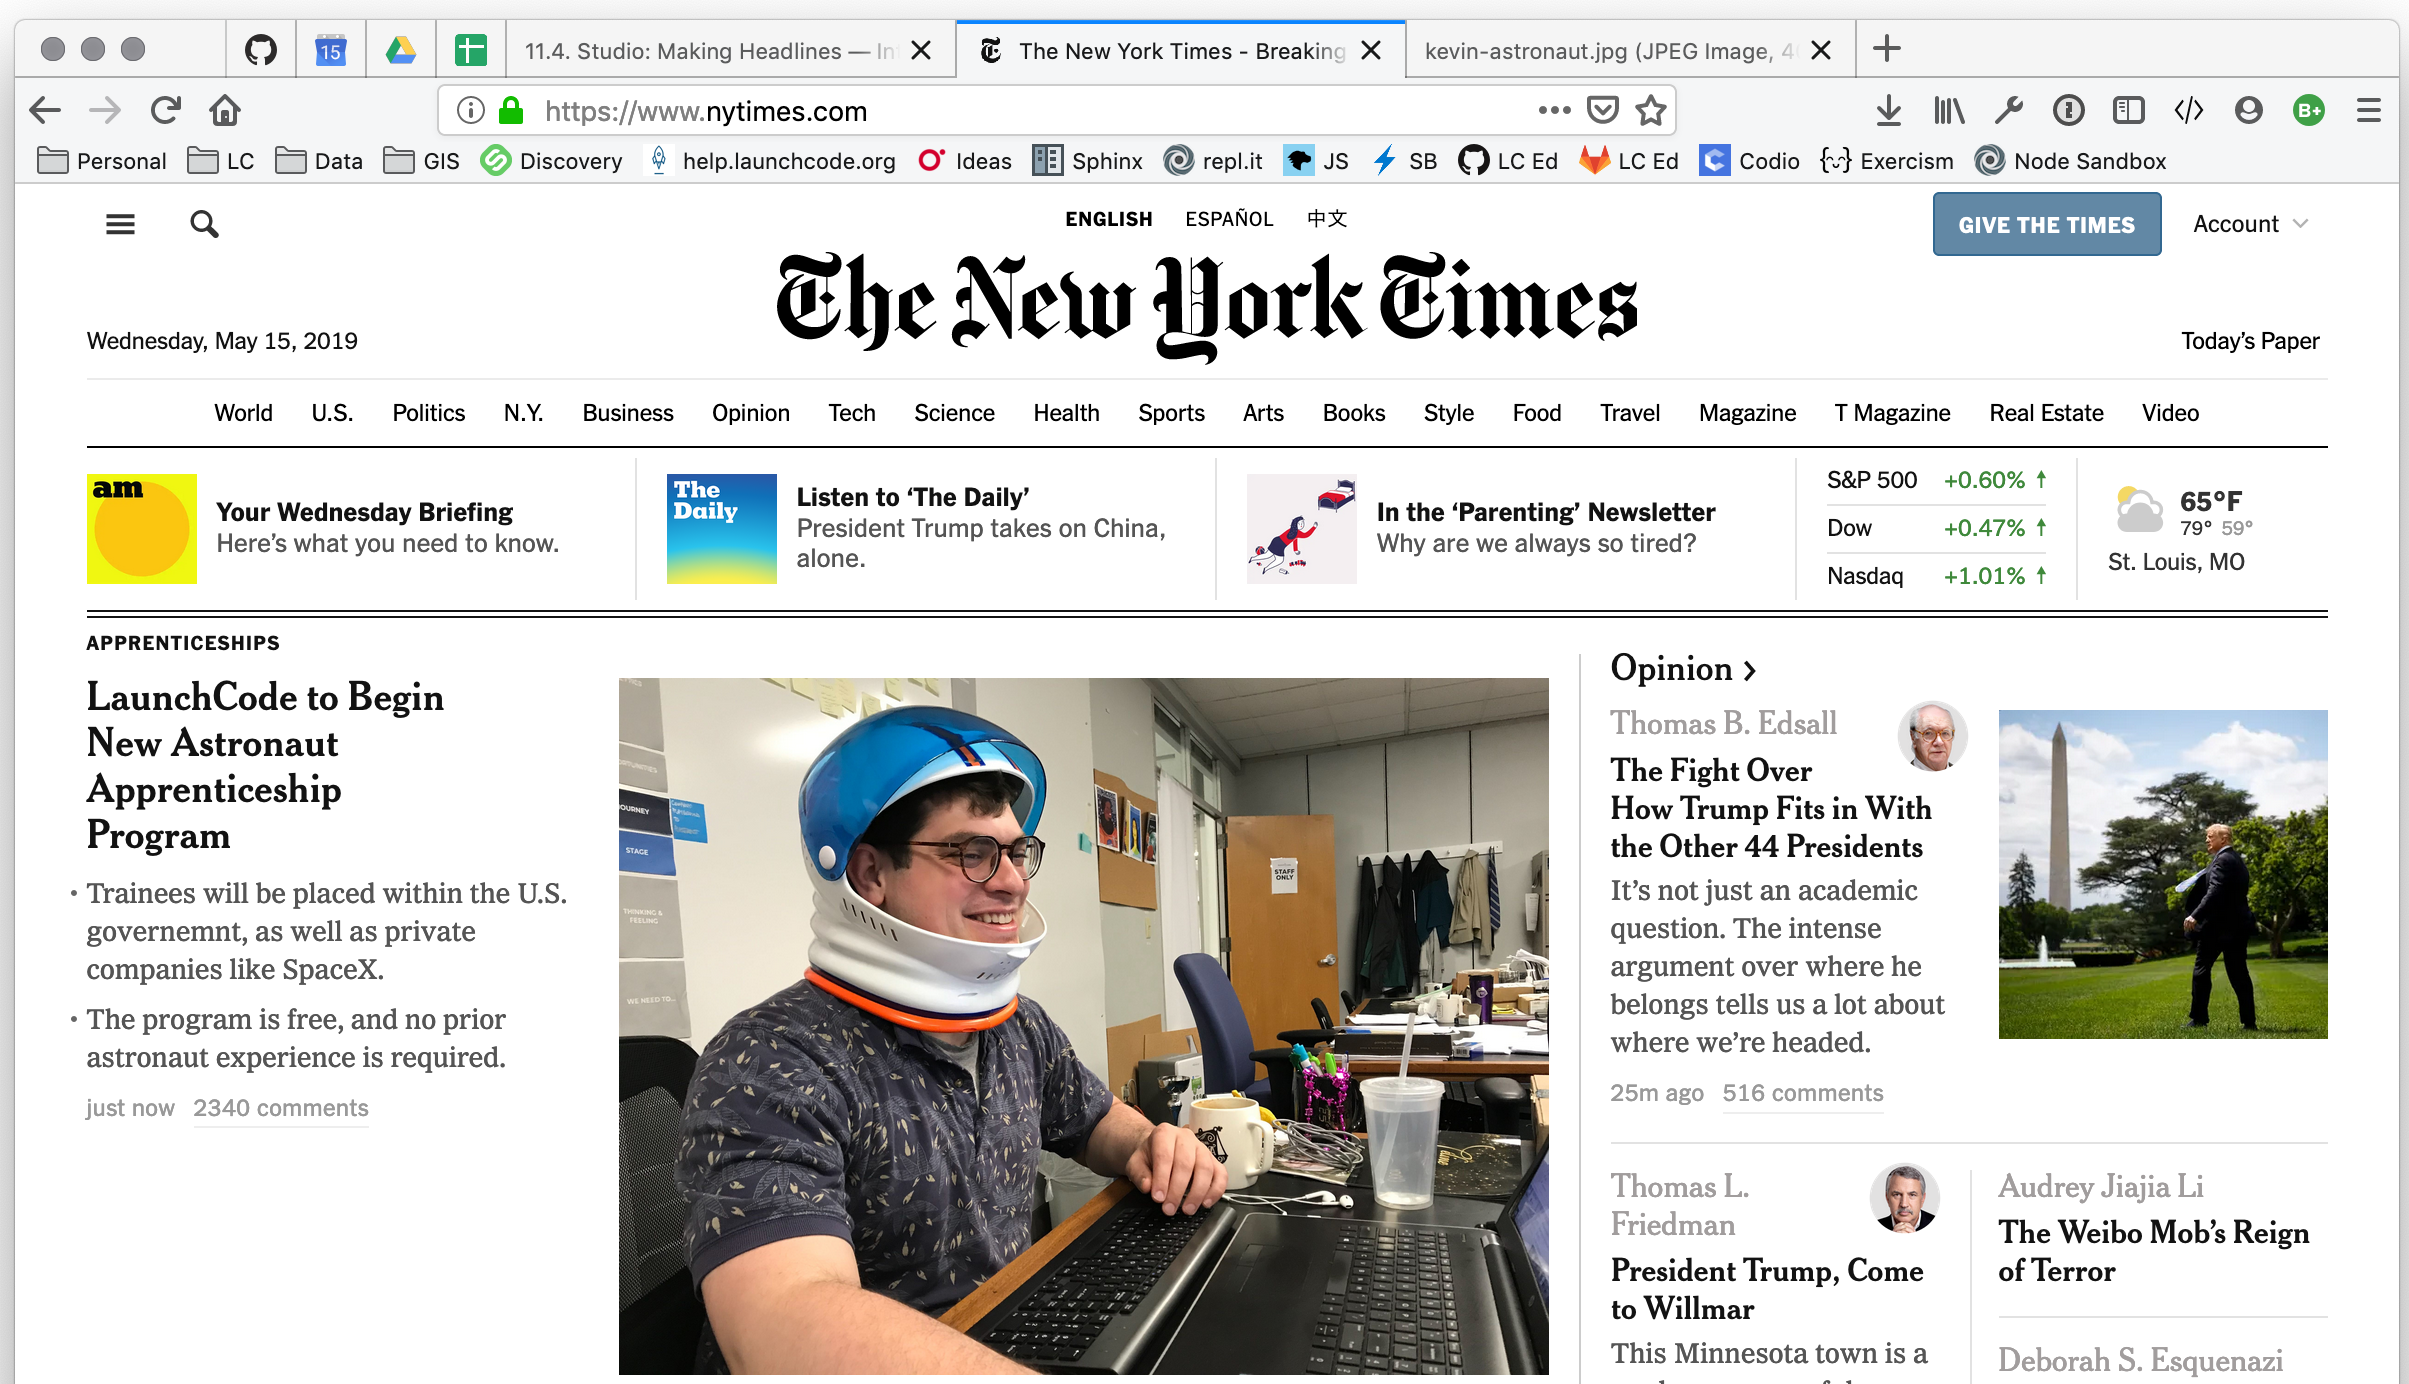 11.4. Studio: Making Headlines — In
The New York Times - Breaking
kevin-astronaut.jpg (JPEG Image, 4
15
https://www.nytimes.com
B+
Personal LC Data GIS Discovery help.launchcode.org Ideas Sphinx repl.it JS SB LC Ed LC Ed Codio Exercism Node Sandbox
ENGLISH ESPAÑOL 中文
GIVE THE TIMES
Account
The New York Times
Wednesday, May 15, 2019
Today’s Paper
World U.S. Politics N.Y. Business Opinion Tech Science Health Sports Arts Books Style Food Travel Magazine T Magazine Real Estate Video
am
Your Wednesday Briefing
Here’s what you need to know.
The
Daily
Listen to ‘The Daily’
President Trump takes on China,
alone.
In the ‘Parenting’ Newsletter
Why are we always so tired?
S&P 500 +0.60%
Dow +0.47%
Nasdaq +1.01%
65°F
79° 59°
St. Louis, MO
APPRENTICESHIPS
LaunchCode to Begin
New Astronaut
Apprenticeship
Program
• Trainees will be placed within the U.S.
governemnt, as well as private
companies like SpaceX.
• The program is free, and no prior
astronaut experience is required.
just now 2340 comments
STAGE
THINKING &
FEELING
WE NEED TO...
STAFF
ONLY
Opinion
Thomas B. Edsall
The Fight Over
How Trump Fits in With
the Other 44 Presidents
It’s not just an academic
question. The intense
argument over where he
belongs tells us a lot about
where we’re headed.
25m ago 516 comments
Thomas L.
Friedman
President Trump, Come
to Willmar
This Minnesota town is a
Audrey Jiajia Li
The Weibo Mob’s Reign
of Terror
Deborah S. Esquenazi